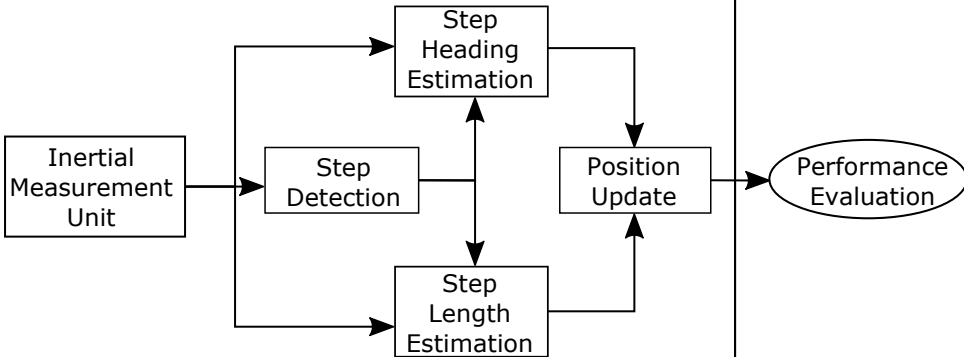 Step
Heading
Estimation
Inertial
Measurement
Unit
Step
Detection
Position
Update
Performance
Evaluation
Step
Length
Estimation